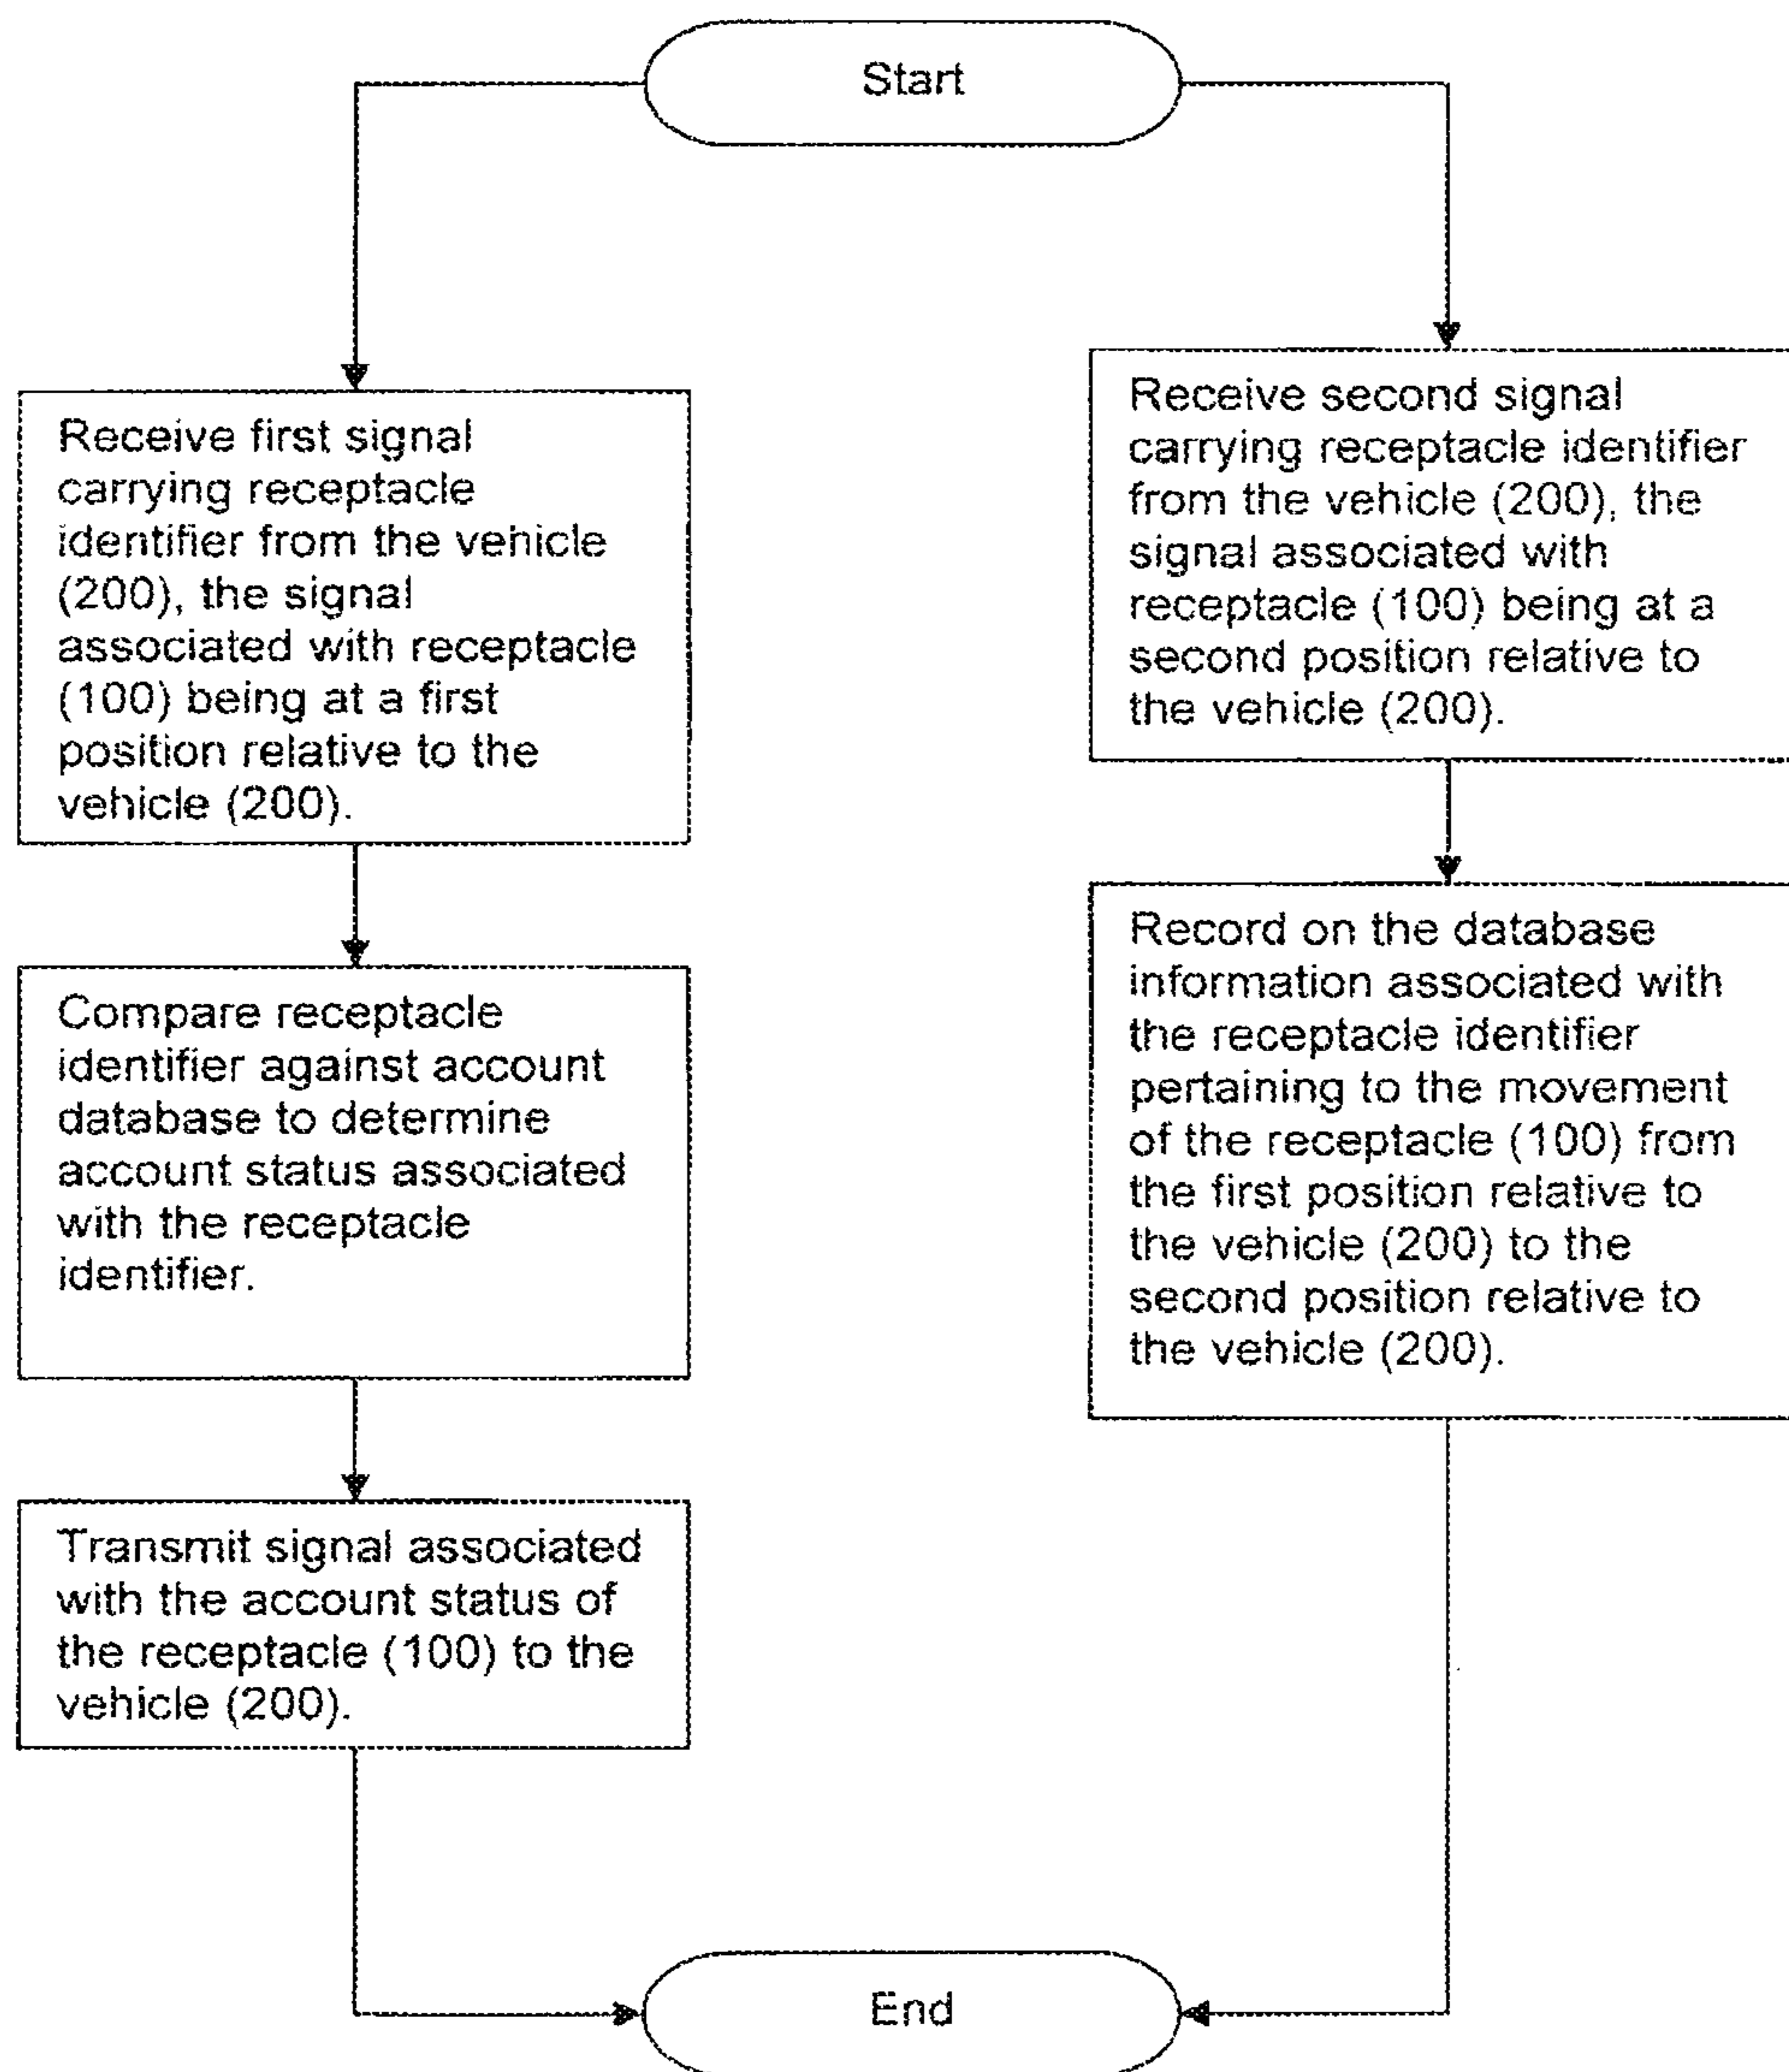 Start
Receive first signal
carrying receptacle
identifier from the vehicle
(200), the signal
associated with receptacle
(100) being at a first
position relative to the
vehicle (200).
Compare receptacle
identifier against account
database to determine
account status associated
with the receptacle
identifier.
Transmit signal associated
with the account status of
the receptacle (100) to the
vehicle (200).
Receive second signal
carrying receptacle identifier
from the vehicle (200), the
signal associated with
receptacle (100) being at a
second position relative to
the vehicle (200).
Record on the database
information associated with
the receptacle identifier
pertaining to the movement
of the receptacle (100) from
the first position relative to
the vehicle (200) to the
second position relative to
the vehicle (200).
End